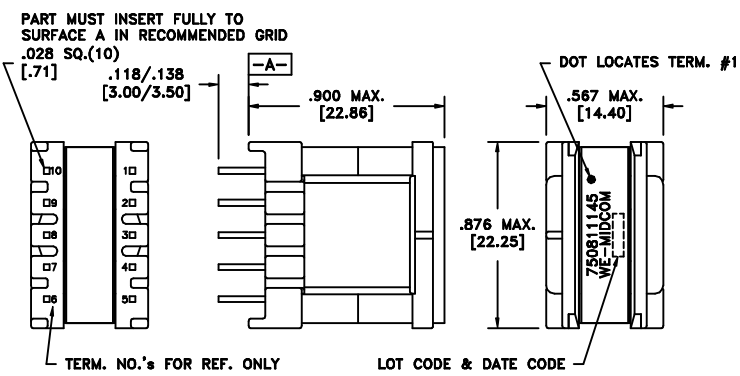 PART MUST INSERT FULLY TO
SURFACE A IN RECOMMENDED GRID
.028 SQ.(10)
[.71]
.118/.138
[3.00/3.50]
-A-
.900 MAX.
[22.86]
DOT LOCATES TERM. #1
.567 MAX.
[14.40]
10
1
9
2
8
3
7
4
6
5
.876 MAX.
[22.25]
750811145
WE-MIDCOM
TERM. NO.'s FOR REF. ONLY
LOT CODE & DATE CODE